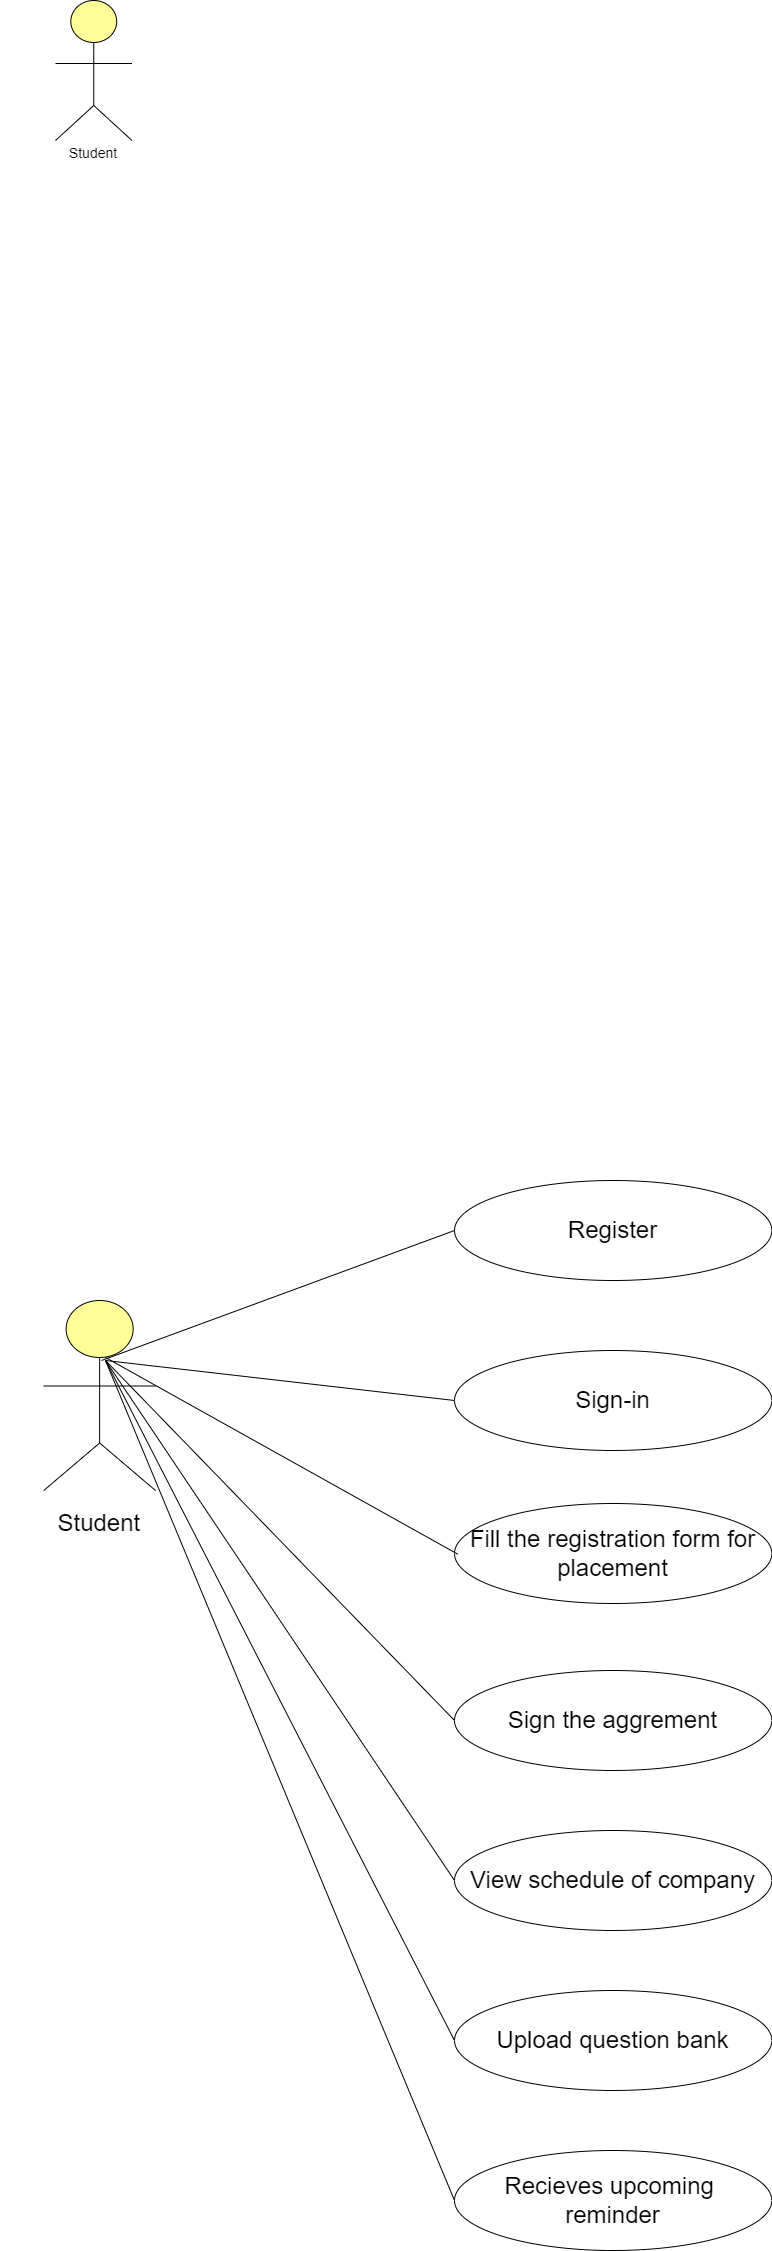 Student
Register
Sign-in
Student
Fill the registration form for
placement
Sign the aggrement
View schedule of company
Upload question bank
Recieves upcoming
reminder